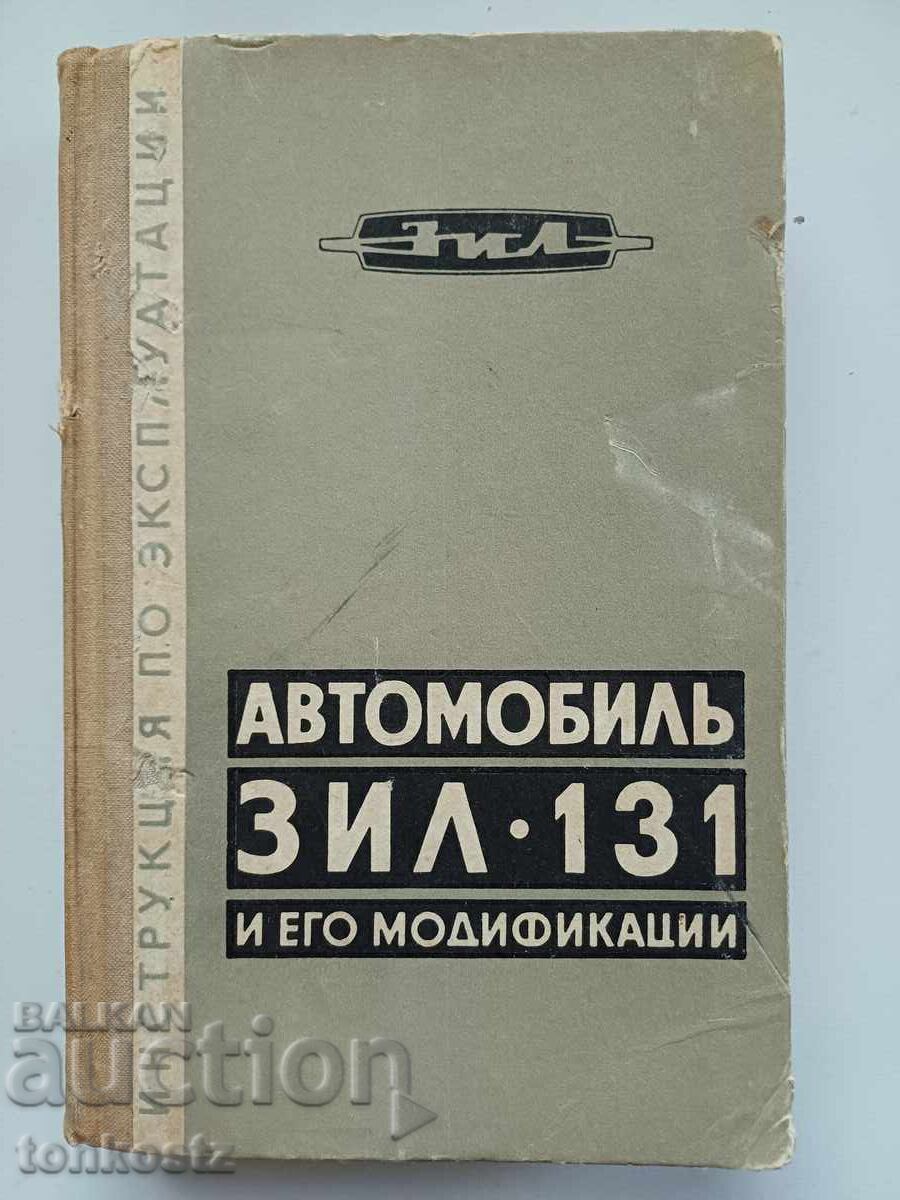 ИНСТРУКЦИЯ ПО ЭКСПЛУАТАЦИИ
ЗИЛ
АВТОМОБИЛЬ
ЗИЛ·131
И ЕГО МОДИФИКАЦИИ
BALKAN
auction
tonkostz